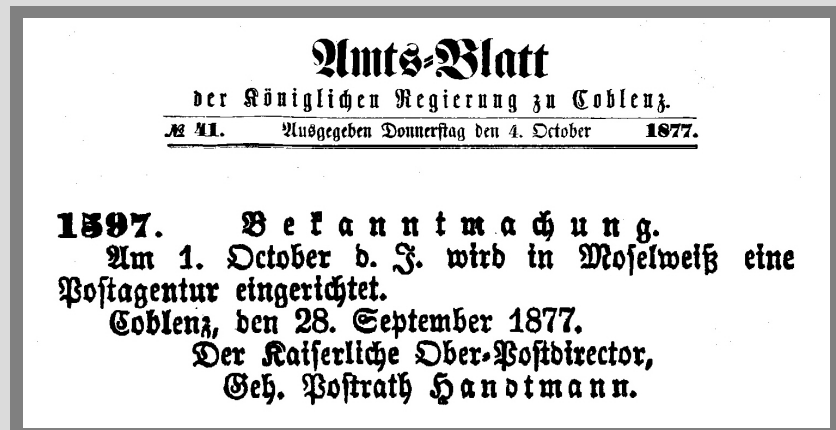 Amts-Blatt
der Königlichen Regierung zu Coblenz.
№ 41. Ausgegeben Donnerstag den 4. October 1877.
1597. Bekanntmachung.
Am 1. October d. J. wird in Moselweiß eine
Postagentur eingerichtet.
Coblenz, den 28. September 1877.
Der Kaiserliche Ober-Postdirector,
Geh. Postrath Handtmann.